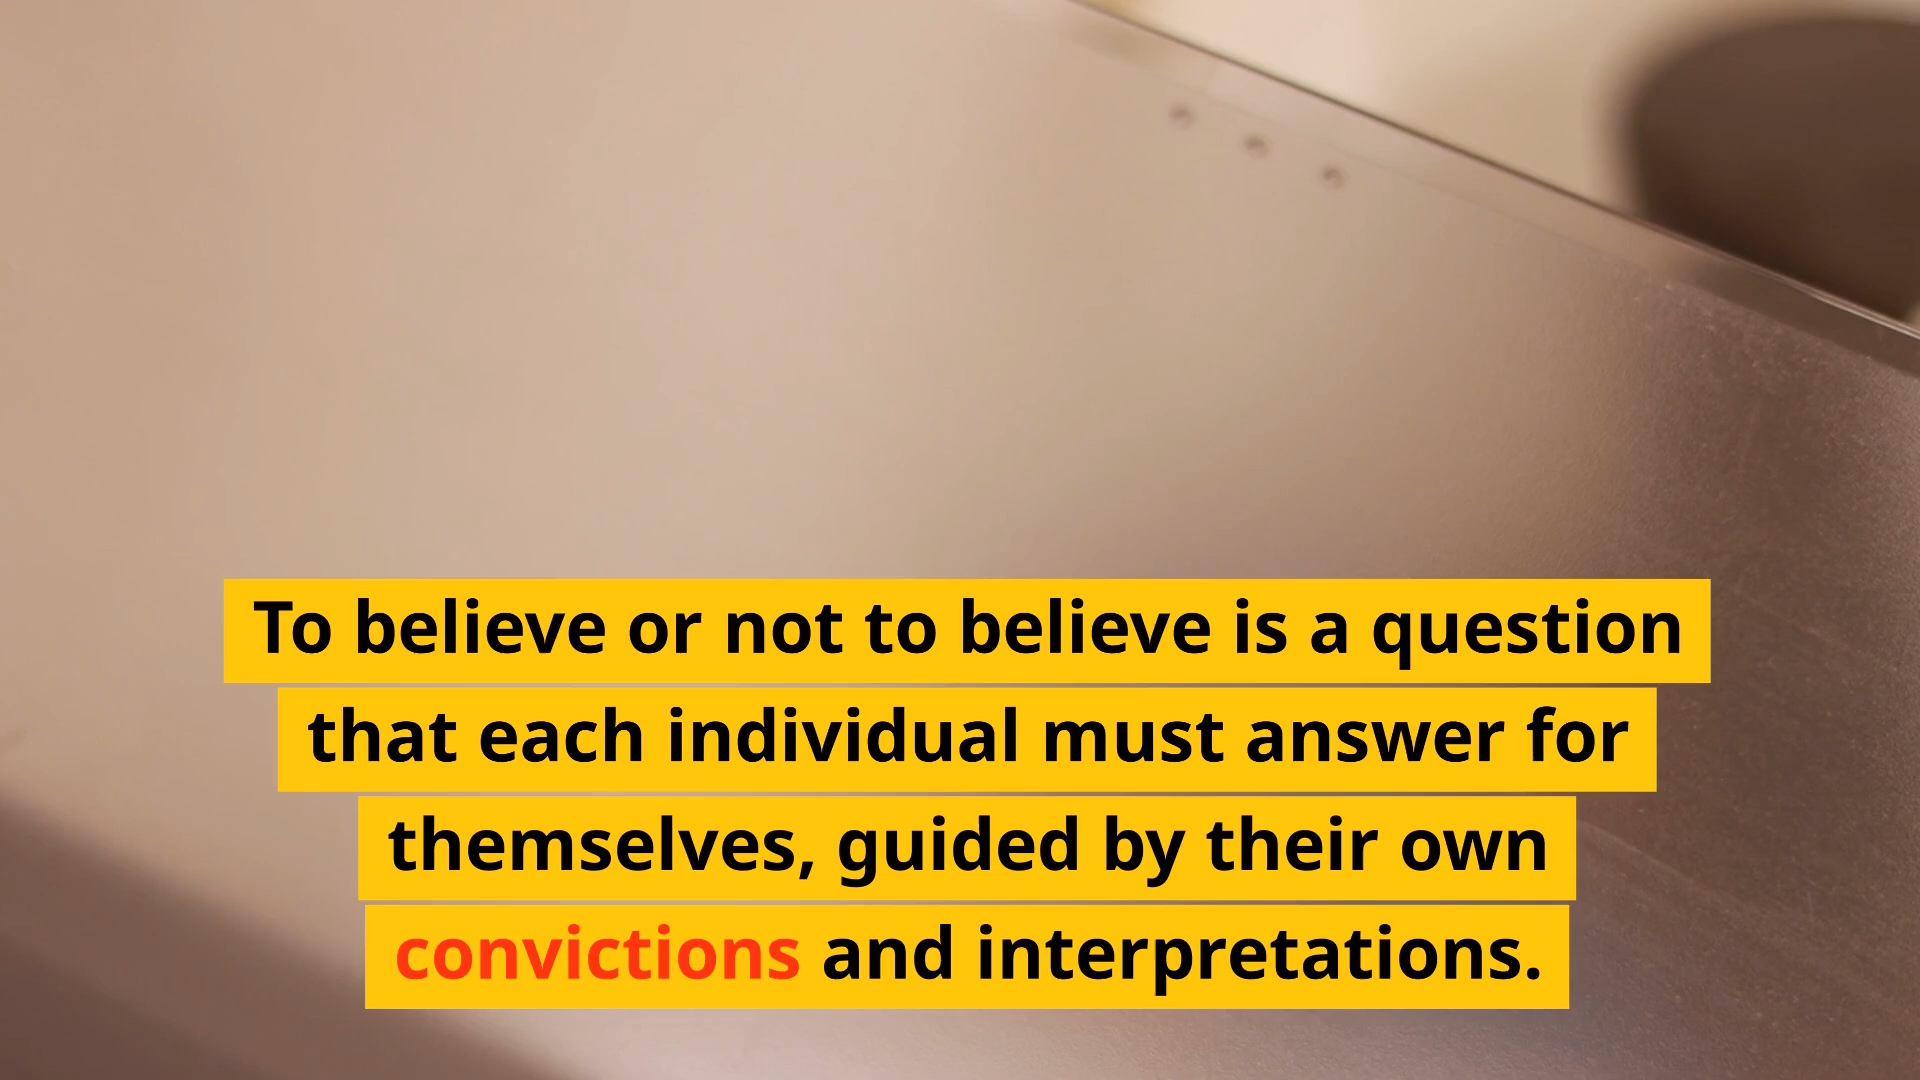 To believe or not to believe is a question
that each individual must answer for
themselves, guided by their own
convictions and interpretations.